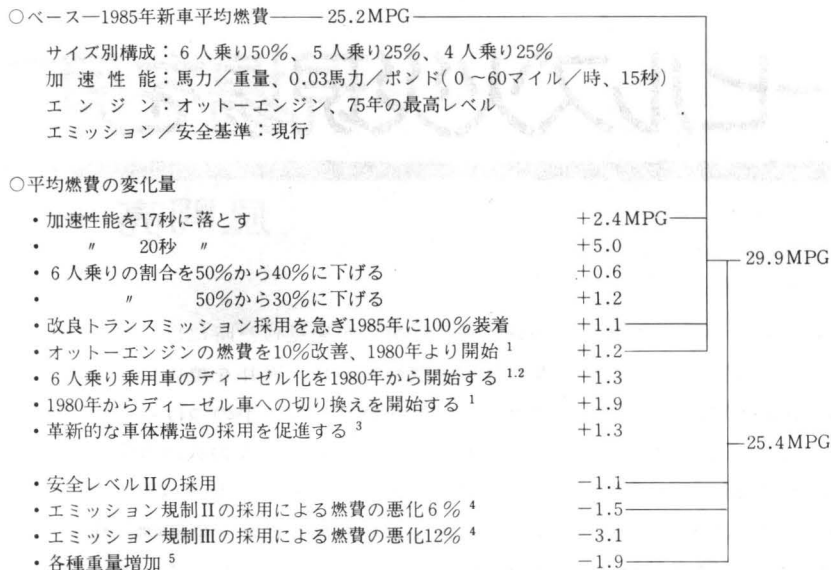 ○ベース―1985年新車平均燃費――25.2MPG
サイズ別構成：6人乗り50％、5人乗り25％、4人乗り25％
加速性能：馬力／重量、0.03馬力／ポンド(0～60マイル／時、15秒)
エンジン：オットーエンジン、75年の最高レベル
エミッション／安全基準：現行
○平均燃費の変化量
・加速性能を17秒に落とす +2.4MPG
・ 〃 20秒 〃 +5.0
29.9MPG
・6人乗りの割合を50％から40％に下げる +0.6
・ 〃 50％から30％に下げる +1.2
・改良トランスミッション採用を急ぎ1985年に100％装着 +1.1
・オットーエンジンの燃費を10％改善、1980年より開始 1 +1.2
・6人乗り乗用車のディーゼル化を1980年から開始する 1.2 +1.3
・1980年からディーゼル車への切り換えを開始する 1 +1.9
・革新的な車体構造の採用を促進する 3 +1.3
25.4MPG
・安全レベルⅡの採用 −1.1
・エミッション規制Ⅱの採用による燃費の悪化6％ 4 −1.5
・エミッション規制Ⅲの採用による燃費の悪化12％ 4 −3.1
・各種重量増加 5 −1.9